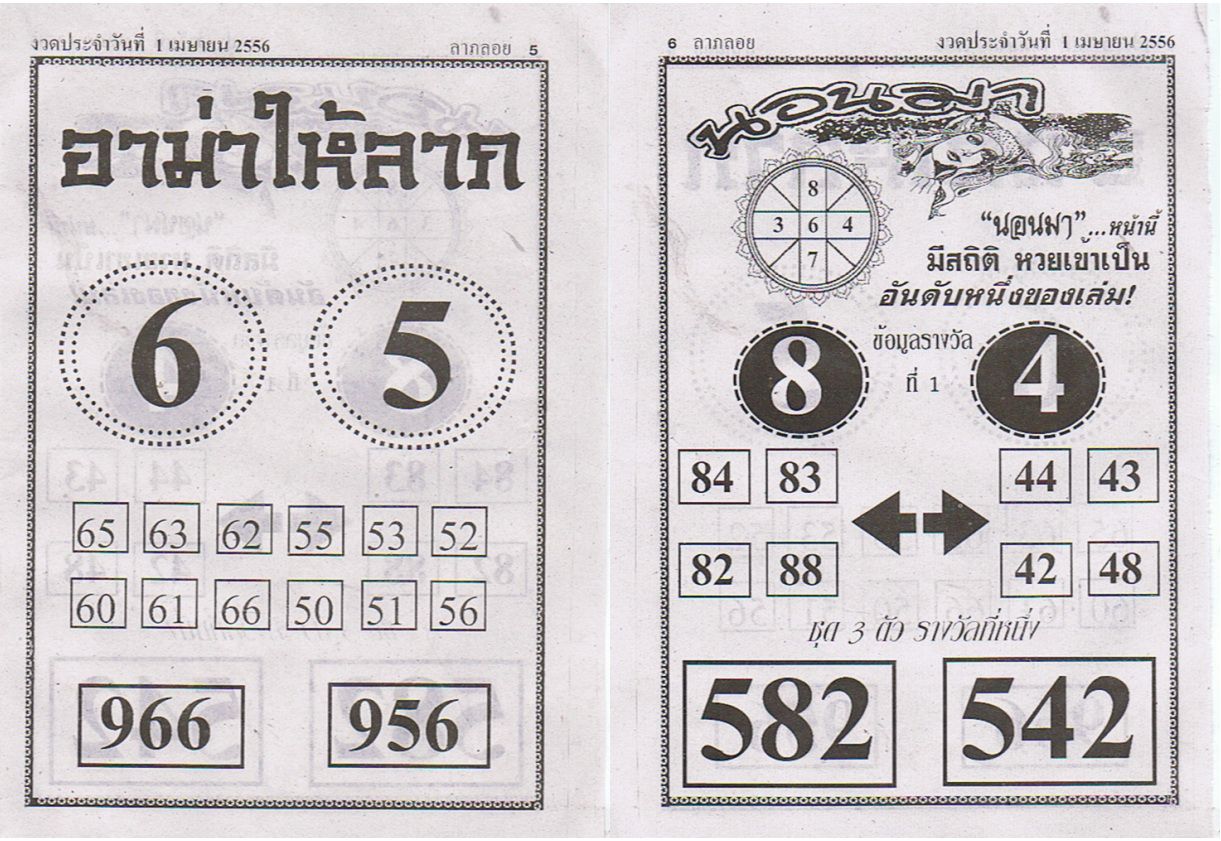 งวดประจำวันที่ 1 เมษายน 2556
ลาภลอย 5
อาม่าให้ลาก
6 5
65 63 62 55 53 52
60 61 66 50 51 56
966 956
6 ลาภลอย
งวดประจำวันที่ 1 เมษายน 2556
นอนมา
8
3 6 4
7
“นอนมา”...หน้านี้
มีสถิติ หวยเข้าเป็น
อันดับหนึ่งของเล่ม!
8 ข้อมูลรางวัล 4
ที่ 1
84 83 44 43
82 88 42 48
ชุด 3 ตัว รางวัลที่หนึ่ง
582 542